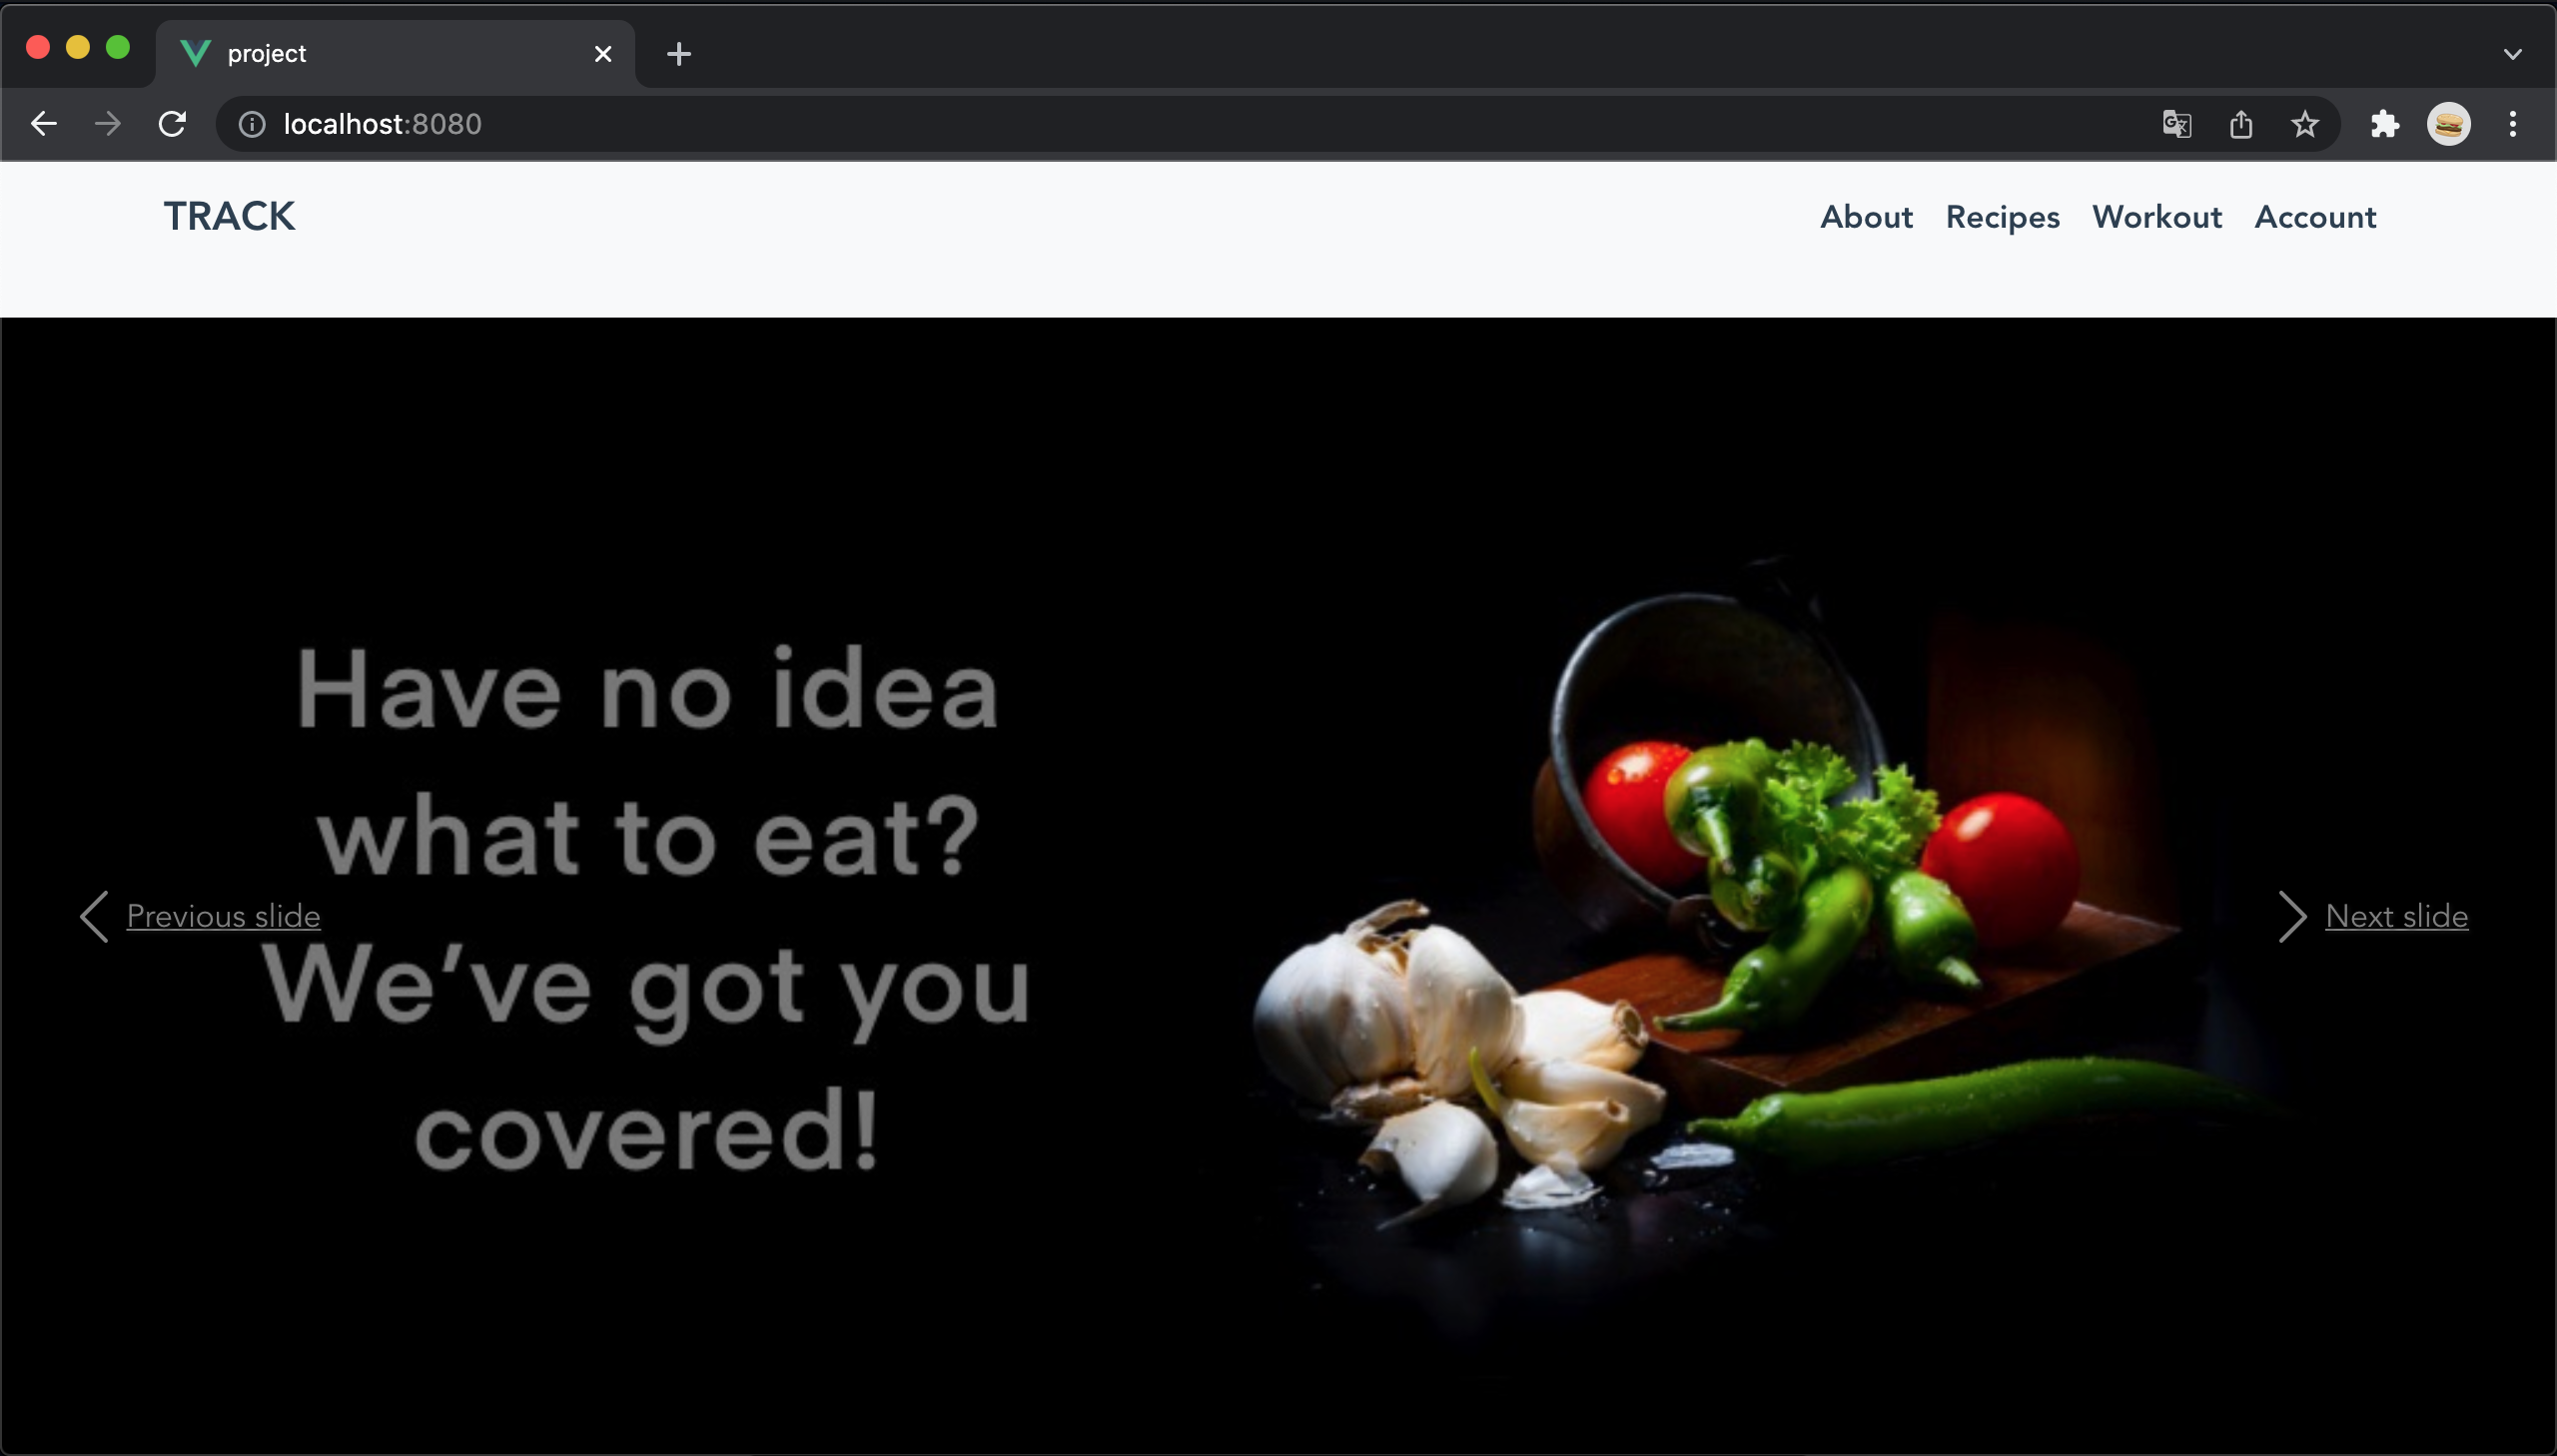 project
localhost:8080
TRACK
About Recipes Workout Account
Have no idea
what to eat?
Previous slide
Next slide
We’ve got you
covered!